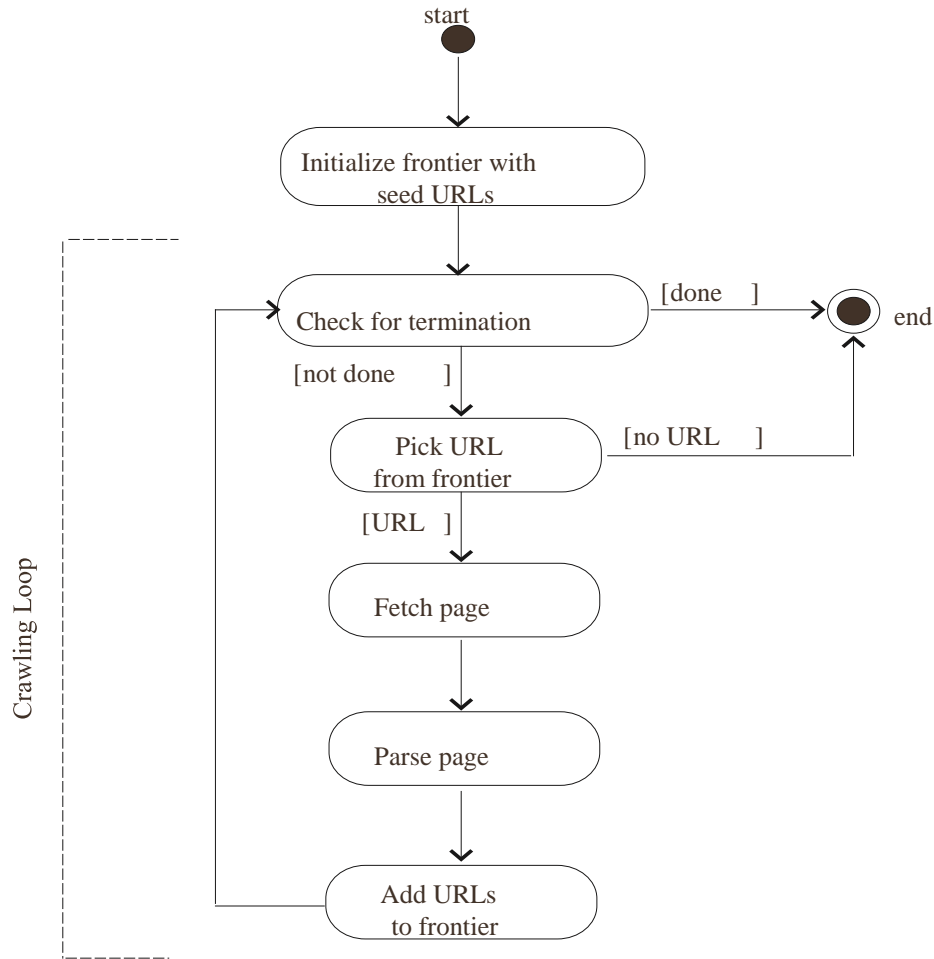 start
Initialize frontier with
seed URLs
Check for termination
[done ]
end
[not done ]
Pick URL
from frontier
[no URL ]
[URL ]
Fetch page
Parse page
Add URLs
to frontier
Crawling Loop